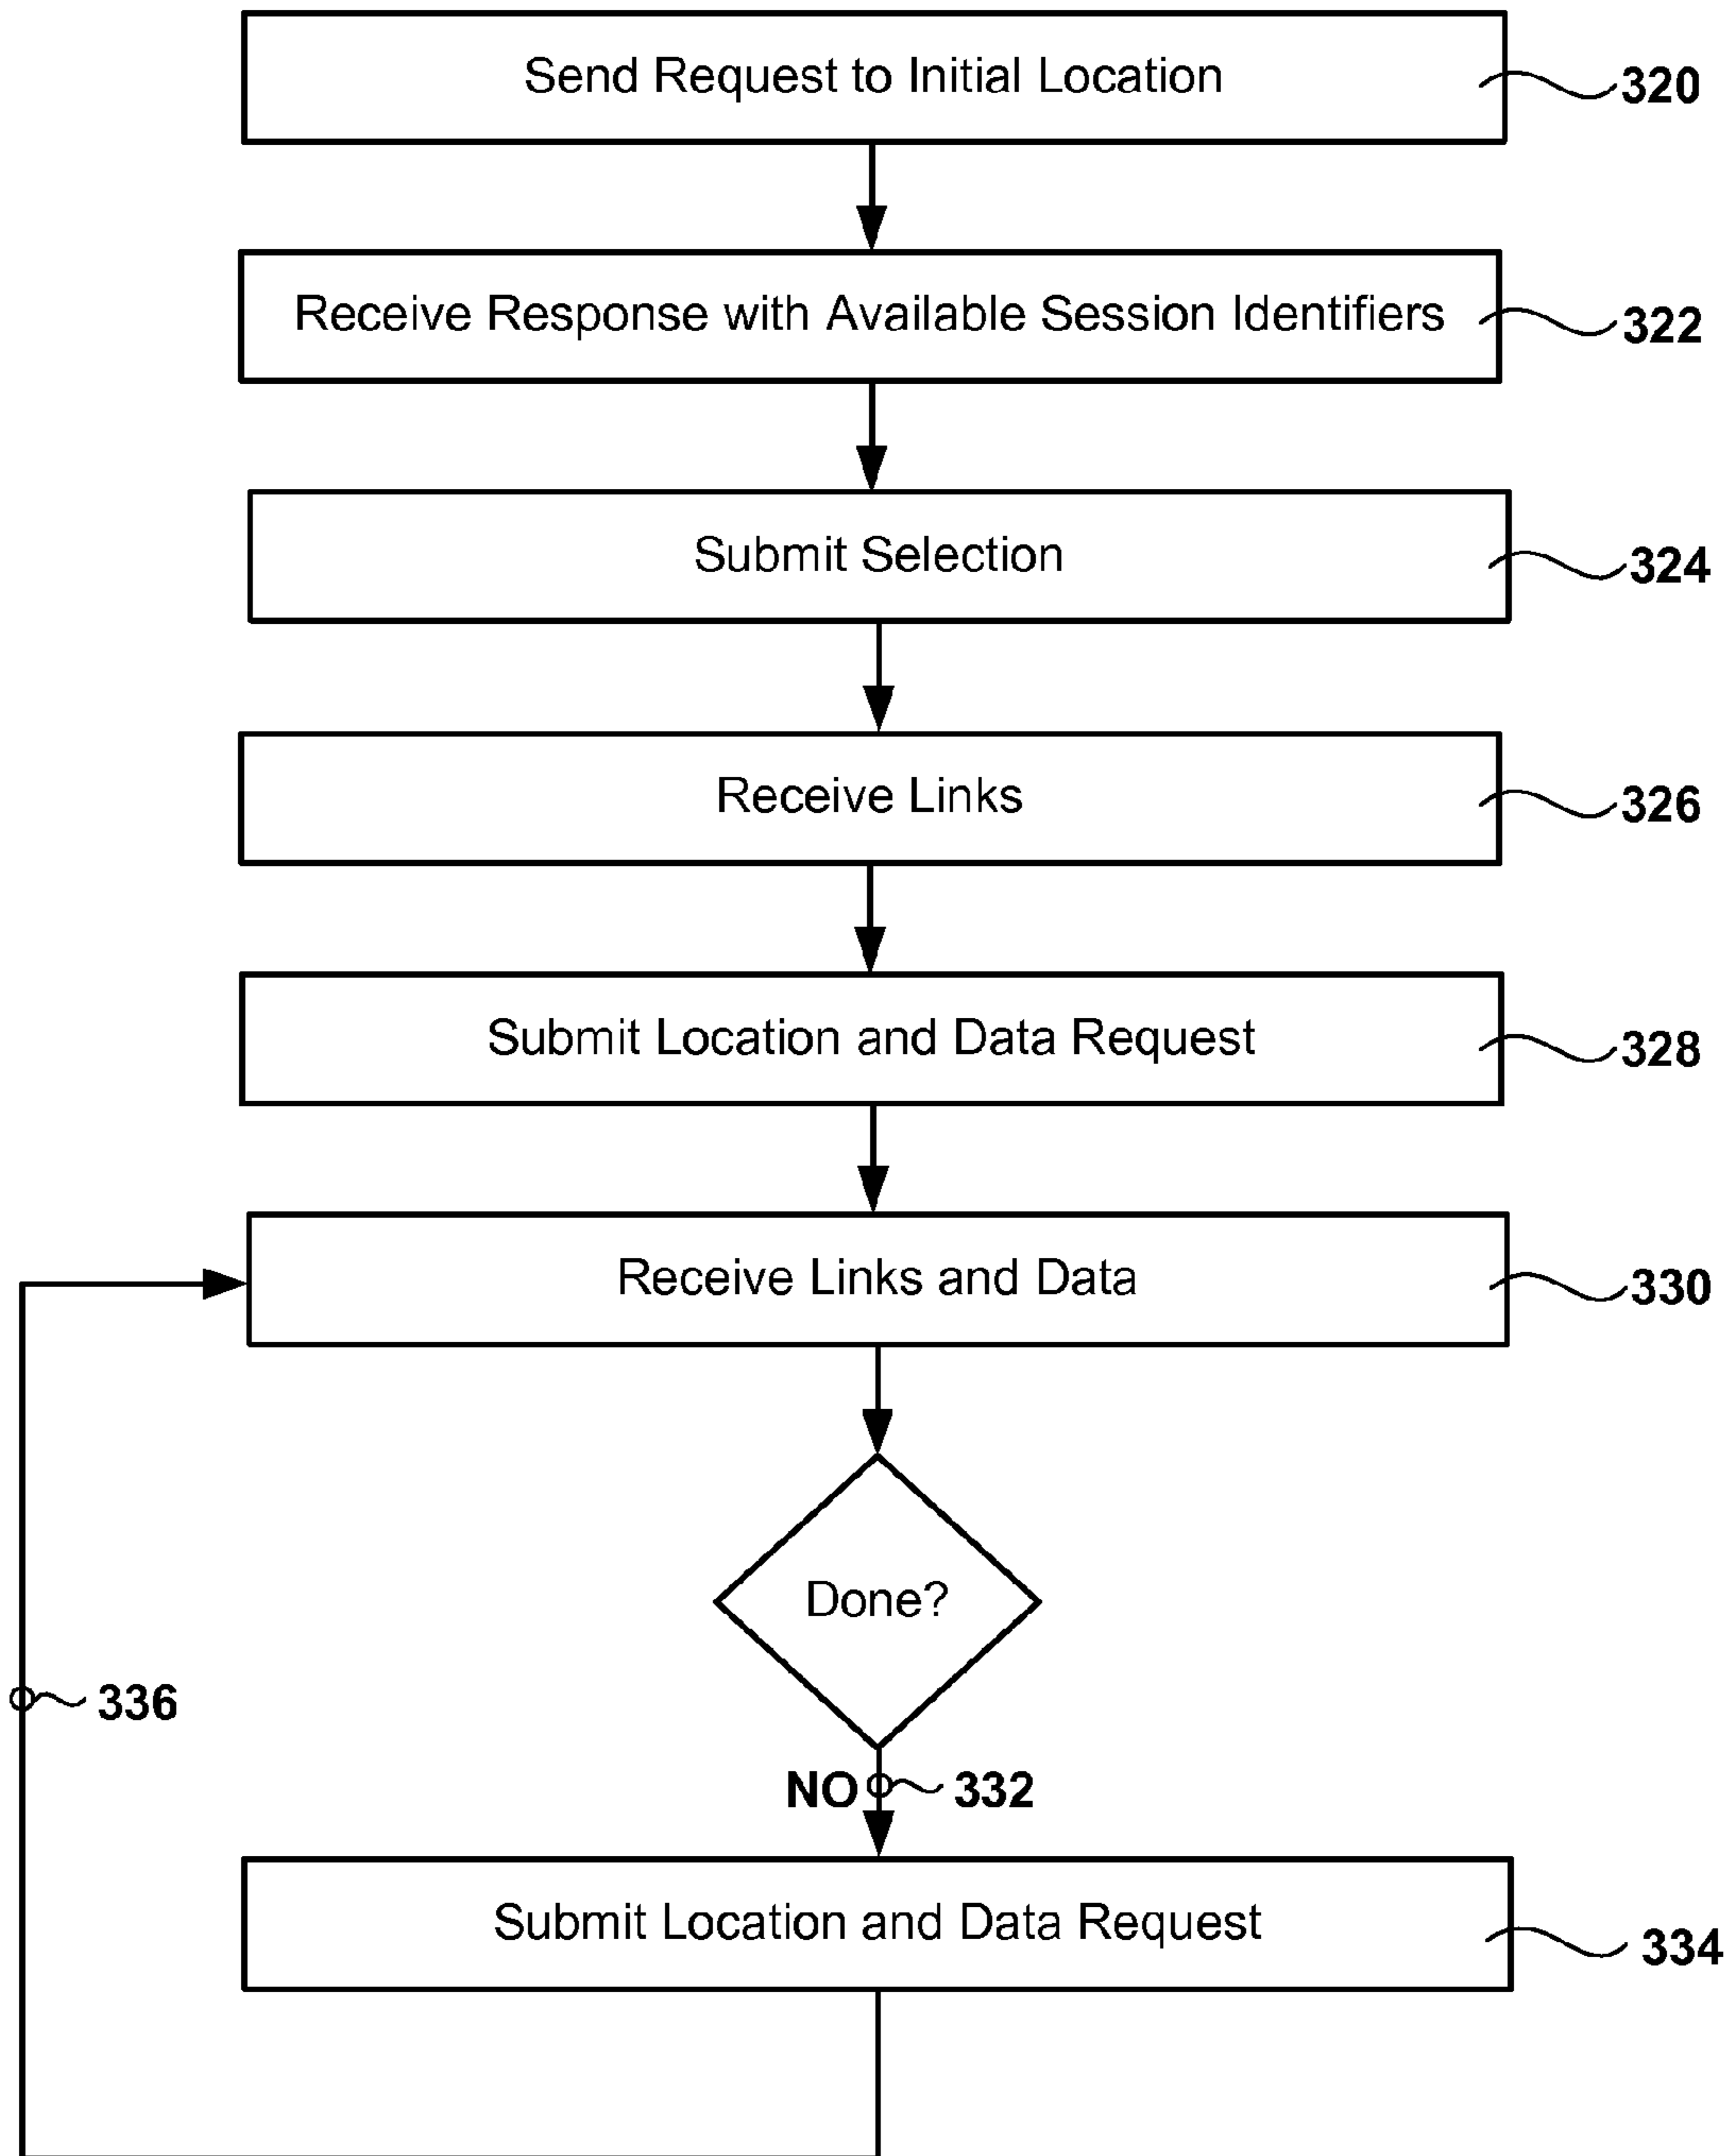 Send Request to Initial Location
320
Receive Response with Available Session Identifiers
322
Submit Selection
324
Receive Links
326
Submit Location and Data Request
328
Receive Links and Data
330
Done?
336
NO
332
Submit Location and Data Request
334